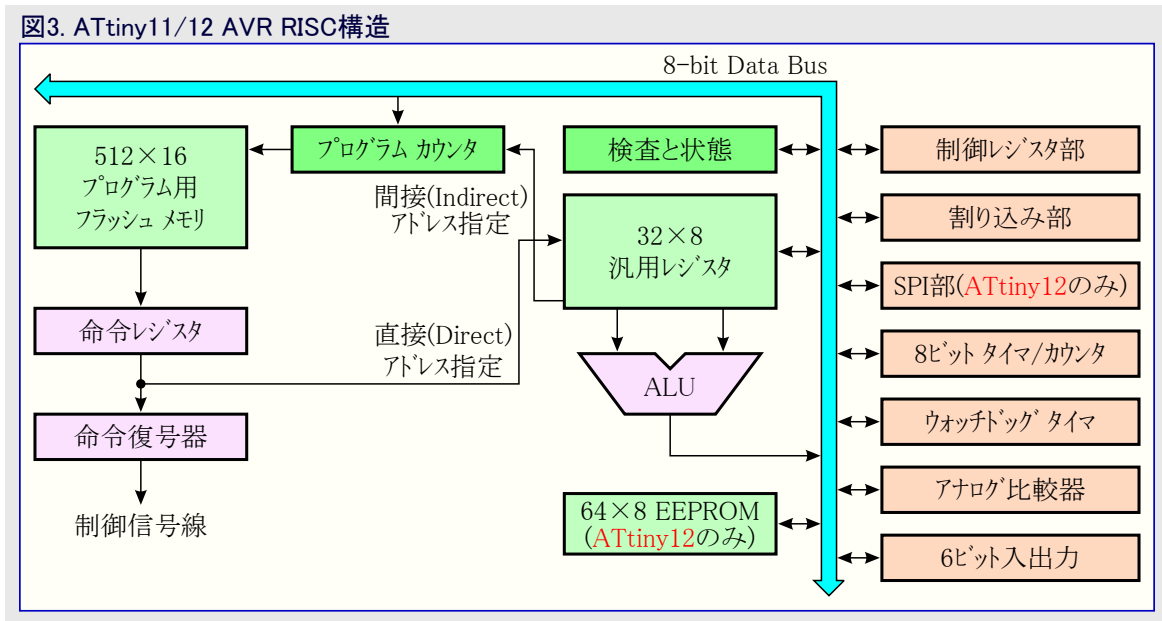 図3. ATtiny11/12 AVR RISC構造
8-bit Data Bus
512×16
プログラム用
フラッシュ メモリ
プログラム カウンタ
検査と状態
制御レジスタ部
間接(Indirect)
アドレス指定
32×8
汎用レジスタ
割り込み部
SPI部(ATtiny12のみ)
命令レジスタ
直接(Direct)
アドレス指定
8ビット タイマ/カウンタ
ALU
命令復号器
ウォッチドッグ タイマ
制御信号線
64×8 EEPROM
(ATtiny12のみ)
アナログ比較器
6ビット入出力